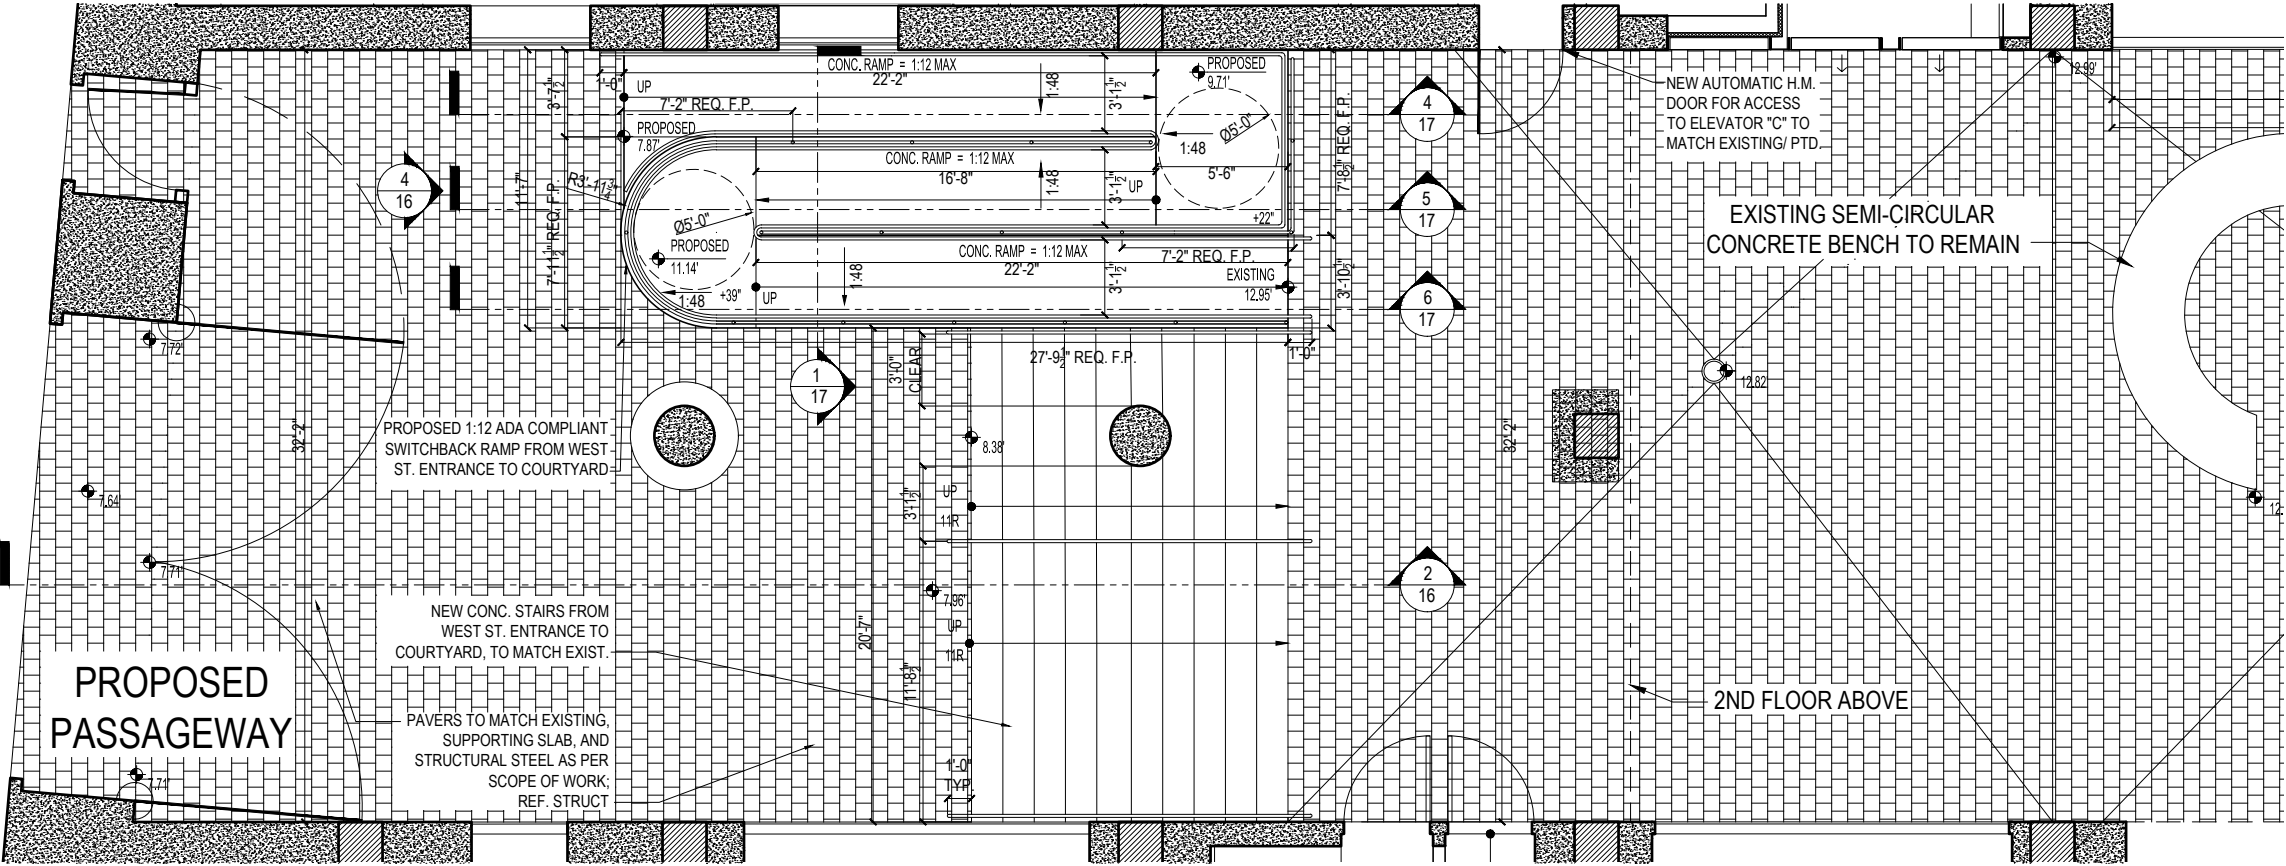 CONC. RAMP = 1:12 MAX
22'-2"
1'-0"
UP
7'-2" REQ. F.P.
3'-7½"
1:48
3'-1½"
PROPOSED
9.71'
PROPOSED
7.87'
Ø5'-0"
1:48
5'-6"
7'-8½" REQ. F.P.
CONC. RAMP = 1:12 MAX
16'-8"
1:48
3'-1½"
UP
+22"
R3'-11¾"
11'-7"
7'-11½" REQ. F.P.
Ø5'-0"
PROPOSED
11.14'
1:48
+39"
UP
CONC. RAMP = 1:12 MAX
22'-2"
1:48
3'-1½"
7'-2" REQ. F.P.
EXISTING
12.95'
3'-10½"
27'-9½" REQ. F.P.
1'-0"
4
16
4
17
5
17
6
17
1
17
2
16
NEW AUTOMATIC H.M.
DOOR FOR ACCESS
TO ELEVATOR "C" TO
MATCH EXISTING/ PTD.
12.99'
EXISTING SEMI-CIRCULAR
CONCRETE BENCH TO REMAIN
12.82'
12.
7.72'
7.64'
7.71'
7.71'
32'-2"
PROPOSED 1:12 ADA COMPLIANT
SWITCHBACK RAMP FROM WEST
ST. ENTRANCE TO COURTYARD
3'-0"
CLEAR
8.38'
UP
11R
3'-1½"
7.96'
UP
11R
20'-7"
11'-8½"
1'-0"
TYP.
32'-2"
NEW CONC. STAIRS FROM
WEST ST. ENTRANCE TO
COURTYARD, TO MATCH EXIST.
PROPOSED
PASSAGEWAY
PAVERS TO MATCH EXISTING,
SUPPORTING SLAB, AND
STRUCTURAL STEEL AS PER
SCOPE OF WORK;
REF. STRUCT
2ND FLOOR ABOVE